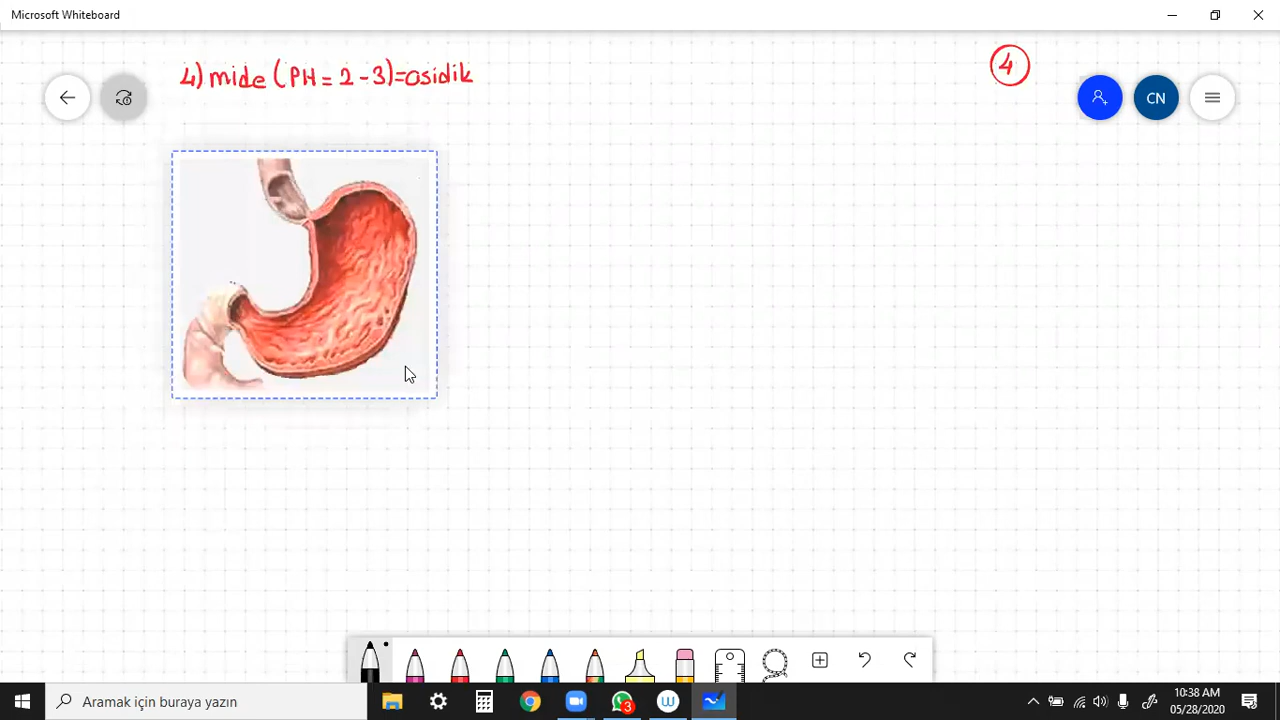 Microsoft Whiteboard
4) mide (PH = 2 - 3) = asidik
4
CN
3
Aramak için buraya yazın
10:38 AM
05/28/2020